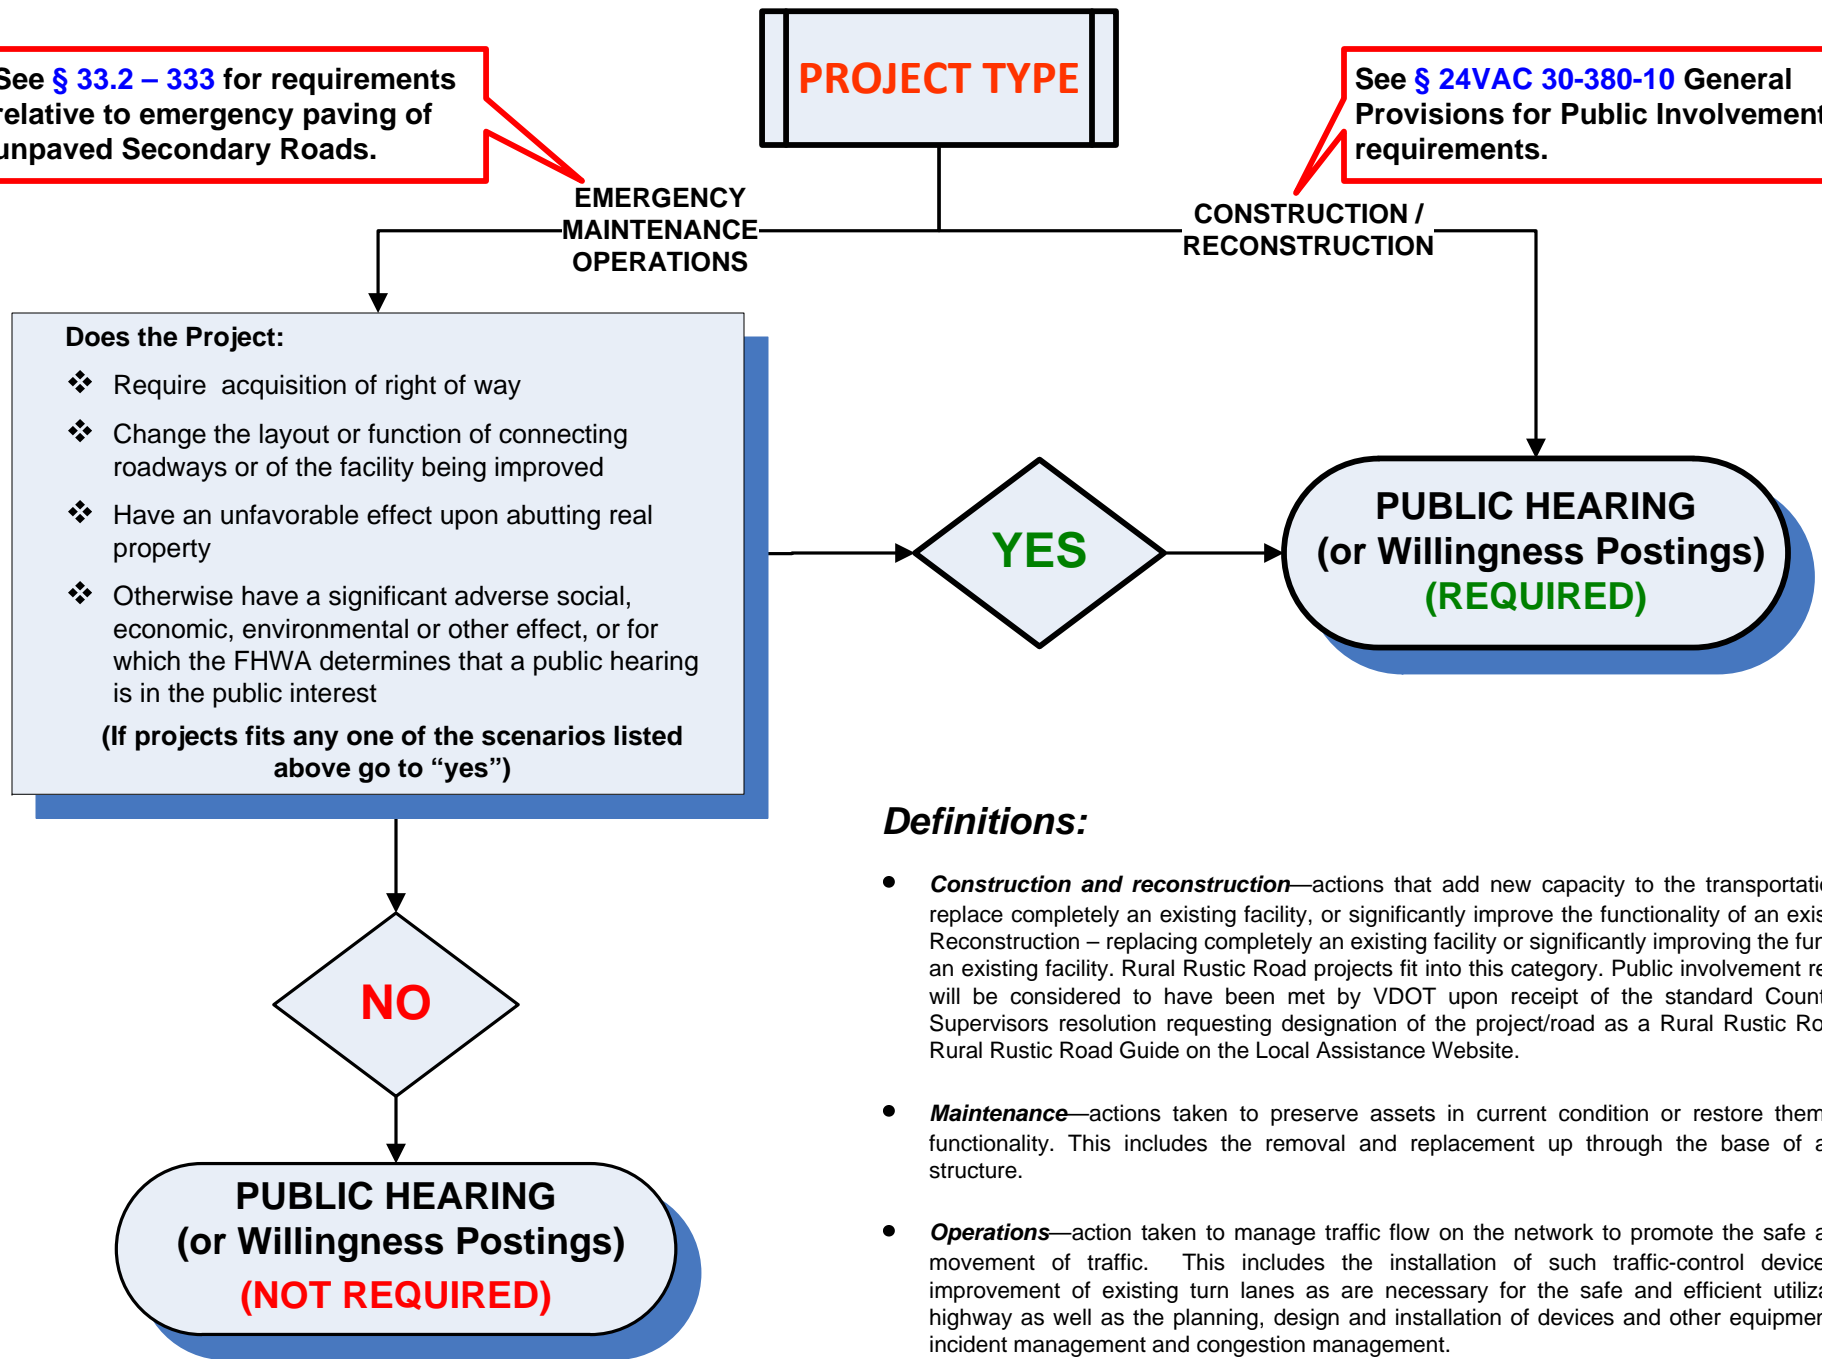 PROJECT TYPE
See § 33.2 – 333 for requirements
relative to emergency paving of
unpaved Secondary Roads.
See § 24VAC 30-380-10 General
Provisions for Public Involvement
requirements.
EMERGENCY
MAINTENANCE
OPERATIONS
CONSTRUCTION /
RECONSTRUCTION
Does the Project:
❖ Require acquisition of right of way
❖ Change the layout or function of connecting
roadways or of the facility being improved
❖ Have an unfavorable effect upon abutting real
property
❖ Otherwise have a significant adverse social,
economic, environmental or other effect, or for
which the FHWA determines that a public hearing
is in the public interest
(If projects fits any one of the scenarios listed
above go to “yes”)
YES
PUBLIC HEARING
(or Willingness Postings)
(REQUIRED)
NO
PUBLIC HEARING
(or Willingness Postings)
(NOT REQUIRED)
Definitions:
• Construction and reconstruction—actions that add new capacity to the
replace completely an existing facility, or significantly improve the functionality of an
Reconstruction – replacing completely an existing facility or significantly improving the
an existing facility. Rural Rustic Road projects fit into this category. Public involvement
will be considered to have been met by VDOT upon receipt of the standard
Supervisors resolution requesting designation of the project/road as a Rural Rustic
Rural Rustic Road Guide on the Local Assistance Website.
• Maintenance—actions taken to preserve assets in current condition or restore them
functionality. This includes the removal and replacement up through the base of
structure.
• Operations—action taken to manage traffic flow on the network to promote the safe
movement of traffic. This includes the installation of such traffic-control
improvement of existing turn lanes as are necessary for the safe and efficient
highway as well as the planning, design and installation of devices and other
incident management and congestion management.